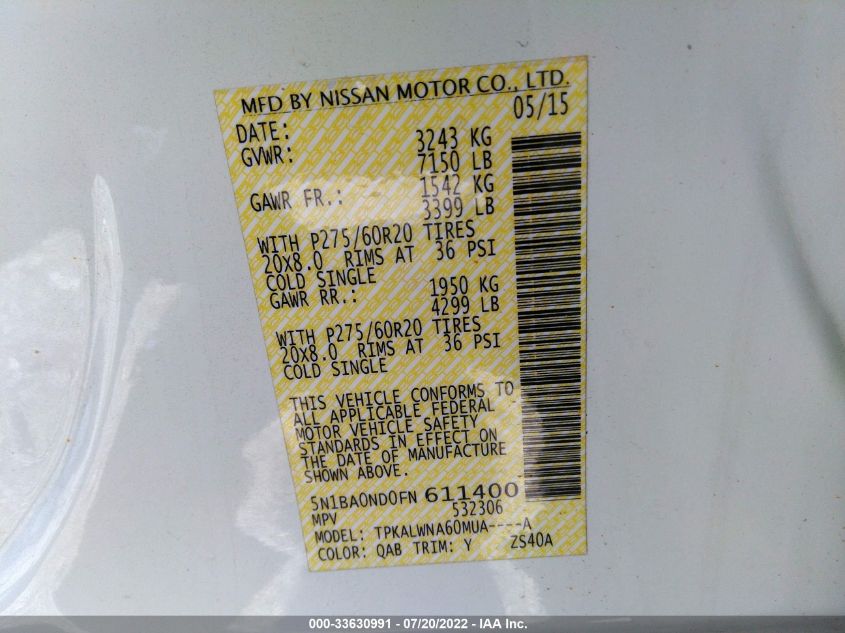 MFD BY NISSAN MOTOR CO., LTD.
DATE: 05/15
GVWR: 3243 KG
7150 LB
GAWR FR.: 1542 KG
3399 LB
WITH P275/60R20 TIRES
20X8.0 RIMS AT 36 PSI
COLD SINGLE
GAWR RR.: 1950 KG
4299 LB
WITH P275/60R20 TIRES
20X8.0 RIMS AT 36 PSI
COLD SINGLE
THIS VEHICLE CONFORMS TO
ALL APPLICABLE FEDERAL
MOTOR VEHICLE SAFETY
STANDARDS IN EFFECT ON
THE DATE OF MANUFACTURE
SHOWN ABOVE.
5N1BA0ND0FN 611400
MPV 532306
MODEL: TPKALWNA60MUA----A
COLOR: QAB TRIM: Y ZS40A
000-33630991 - 07/20/2022 - IAA Inc.